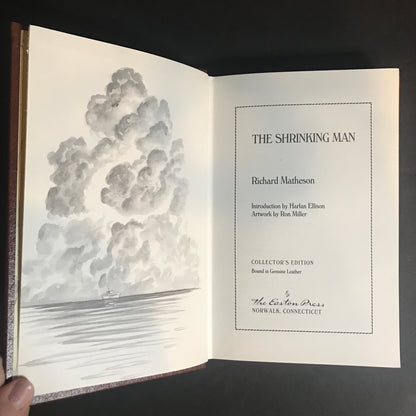 THE SHRINKING MAN
Richard Matheson
Introduction by Harlan Ellison
Artwork by Ron Miller
COLLECTOR'S EDITION
Bound in Genuine Leather
The Easton Press
NORWALK, CONNECTICUT